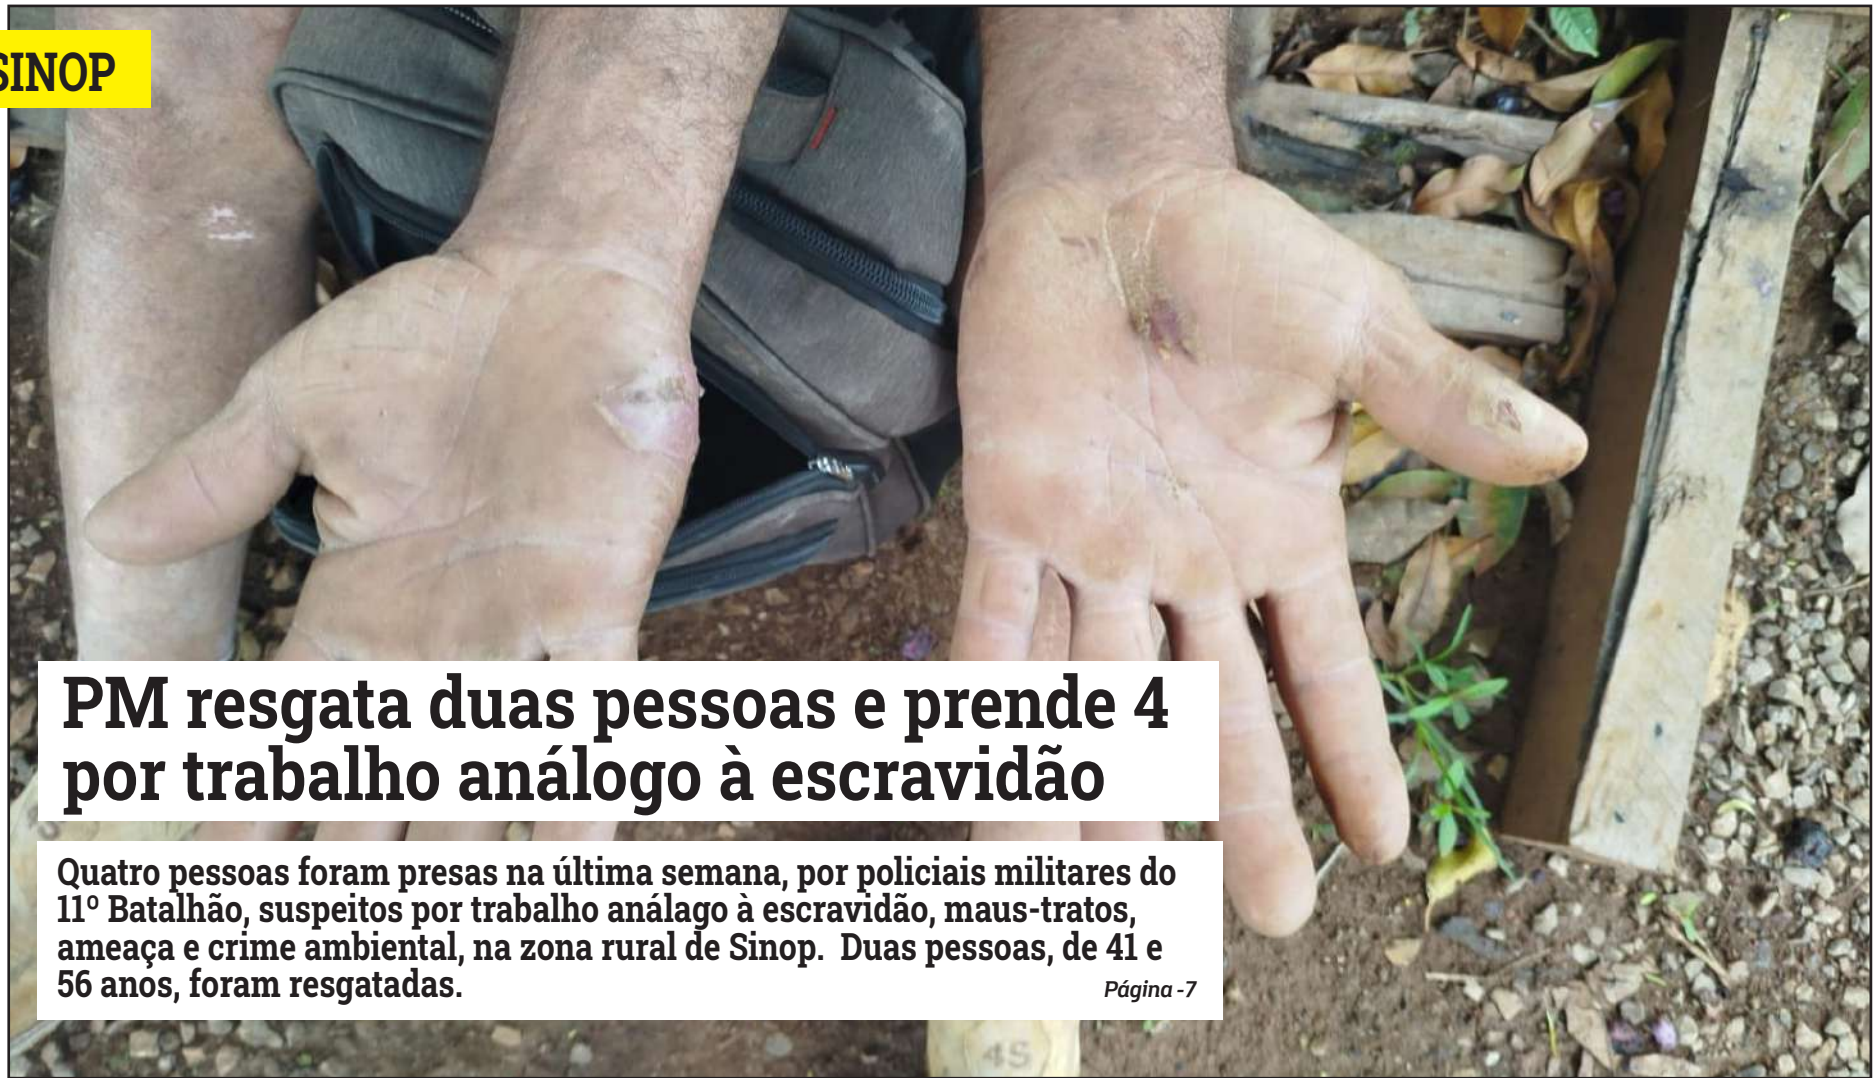 SINOP
PM resgata duas pessoas e prende 4
por trabalho análogo à escravidão
Quatro pessoas foram presas na última semana, por policiais militares do
11º Batalhão, suspeitos por trabalho análago à escravidão, maus-tratos,
ameaça e crime ambiental, na zona rural de Sinop. Duas pessoas, de 41 e
56 anos, foram resgatadas.
Página -7
45